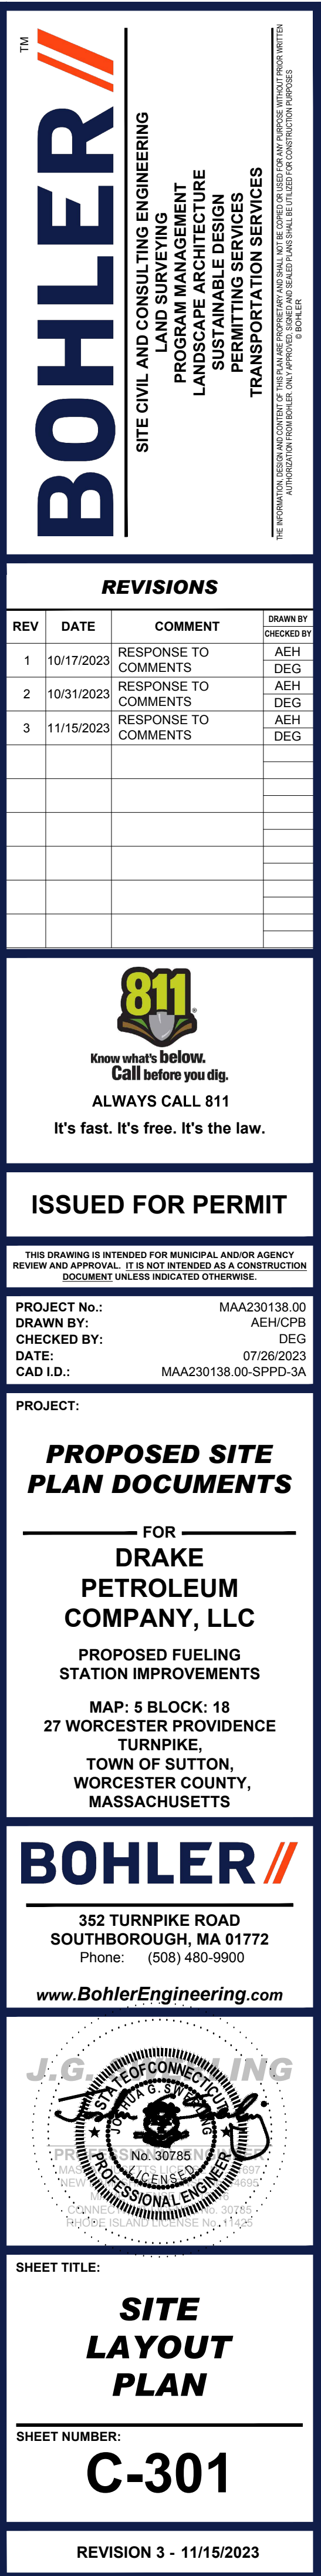 BOHLER//
TM
SITE CIVIL AND CONSULTING ENGINEERING
LAND SURVEYING
PROGRAM MANAGEMENT
LANDSCAPE ARCHITECTURE
SUSTAINABLE DESIGN
PERMITTING SERVICES
TRANSPORTATION SERVICES
THE INFORMATION, DESIGN AND CONTENT OF THIS PLAN ARE PROPRIETARY AND SHALL NOT BE COPIED OR USED FOR ANY PURPOSE WITHOUT PRIOR WRITTEN
AUTHORIZATION FROM BOHLER. ONLY APPROVED, SIGNED AND SEALED PLANS SHALL BE UTILIZED FOR CONSTRUCTION PURPOSES
© BOHLER
REVISIONS
REV DATE COMMENT DRAWN BY
CHECKED BY
1 10/17/2023 RESPONSE TO COMMENTS AEH
DEG
2 10/31/2023 RESPONSE TO COMMENTS AEH
DEG
3 11/15/2023 RESPONSE TO COMMENTS AEH
DEG
811®
Know what's below.
Call before you dig.
ALWAYS CALL 811
It's fast. It's free. It's the law.
ISSUED FOR PERMIT
THIS DRAWING IS INTENDED FOR MUNICIPAL AND/OR AGENCY
REVIEW AND APPROVAL. IT IS NOT INTENDED AS A CONSTRUCTION
DOCUMENT UNLESS INDICATED OTHERWISE.
PROJECT No.: MAA230138.00
DRAWN BY: AEH/CPB
CHECKED BY: DEG
DATE: 07/26/2023
CAD I.D.: MAA230138.00-SPPD-3A
PROJECT:
PROPOSED SITE
PLAN DOCUMENTS
FOR
DRAKE
PETROLEUM
COMPANY, LLC
PROPOSED FUELING
STATION IMPROVEMENTS
MAP: 5 BLOCK: 18
27 WORCESTER PROVIDENCE
TURNPIKE,
TOWN OF SUTTON,
WORCESTER COUNTY,
MASSACHUSETTS
BOHLER//
352 TURNPIKE ROAD
SOUTHBOROUGH, MA 01772
Phone: (508) 480-9900
www.BohlerEngineering.com
J.G.
STATE OF CONNECTICUT
JOSHUA G. SWERLING
No. 30785
LICENSED
PROFESSIONAL ENGINEER
No. 30785
RHODE ISLAND LICENSE No. 11425
SHEET TITLE:
SITE
LAYOUT
PLAN
SHEET NUMBER:
C-301
REVISION 3 - 11/15/2023